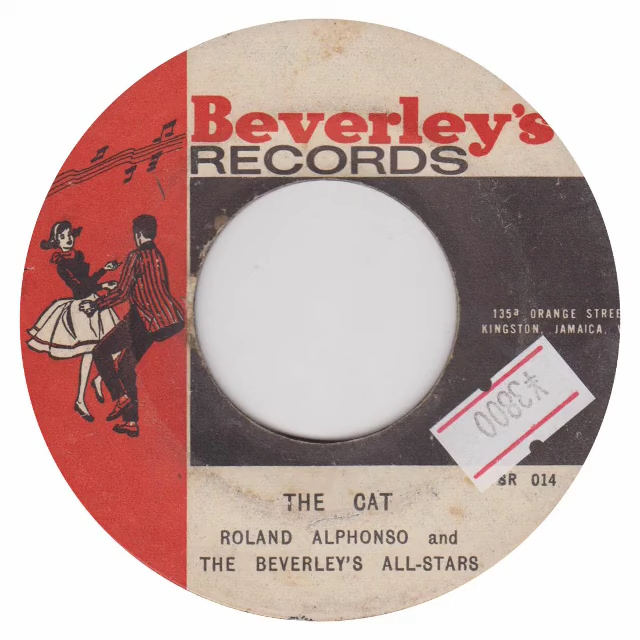 Beverley's
RECORDS
135ª ORANGE STREE
KINGSTON, JAMAICA, W
¥3800
BR 014
THE CAT
ROLAND ALPHONSO and
THE BEVERLEY'S ALL-STARS